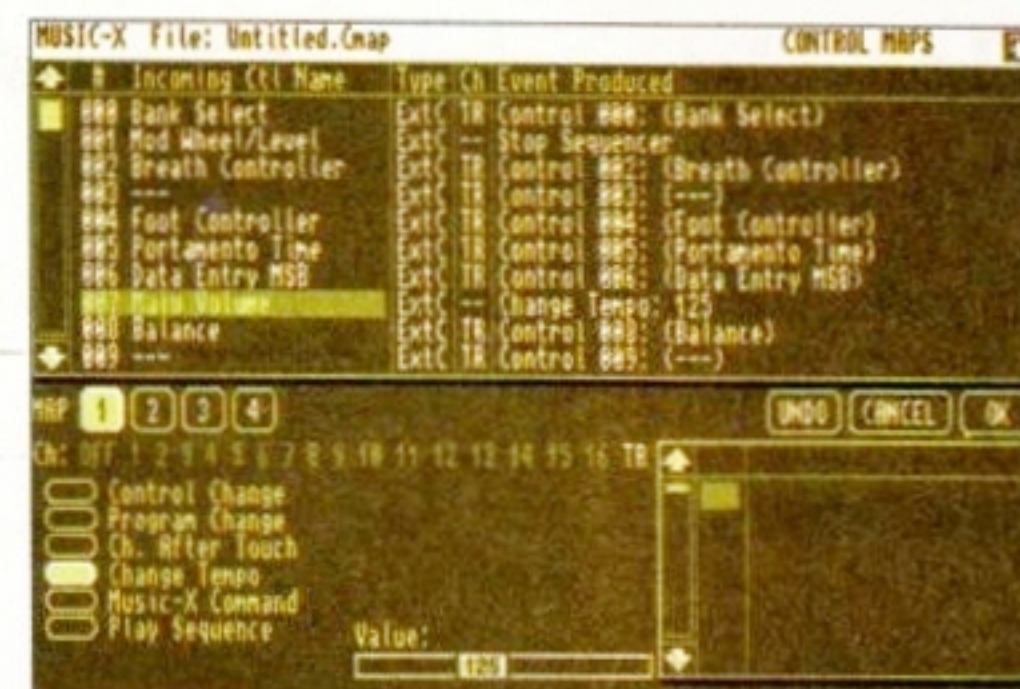 MUSIC-X File: Untitled.Cmap CONTROL MAPS
# Incoming Ctl Name Type Ch Event Produced
000 Bank Select ExtC TR Control 000: (Bank Select)
001 Mod Wheel/Level ExtC -- Stop Sequencer
002 Breath Controller ExtC TR Control 002: (Breath Controller)
003 --- ExtC TR Control 003: (---)
004 Foot Controller ExtC TR Control 004: (Foot Controller)
005 Portamento Time ExtC TR Control 005: (Portamento Time)
006 Data Entry MSB ExtC TR Control 006: (Data Entry MSB)
007 Main Volume ExtC -- Change Tempo: 125
008 Balance ExtC TR Control 008: (Balance)
009 --- ExtC TR Control 009: (---)
MAP 1 2 3 4 UNDO CANCEL OK
Ch: OFF 1 2 3 4 5 6 7 8 9 10 11 12 13 14 15 16 TR
Control Change
Program Change
Ch. After Touch
Change Tempo
Music-X Command
Play Sequence
Value:
125